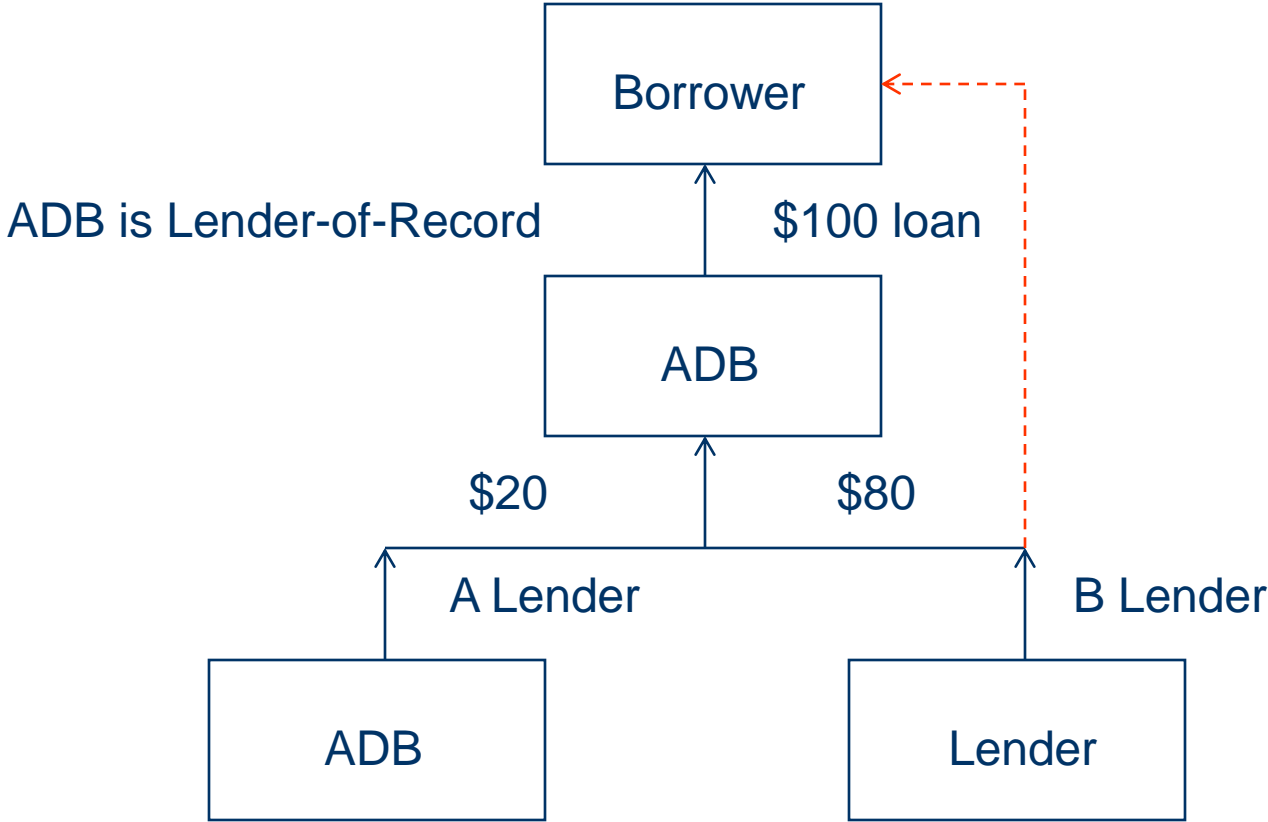 Borrower
ADB is Lender-of-Record
$100 loan
ADB
$20
$80
A Lender
B Lender
ADB
Lender